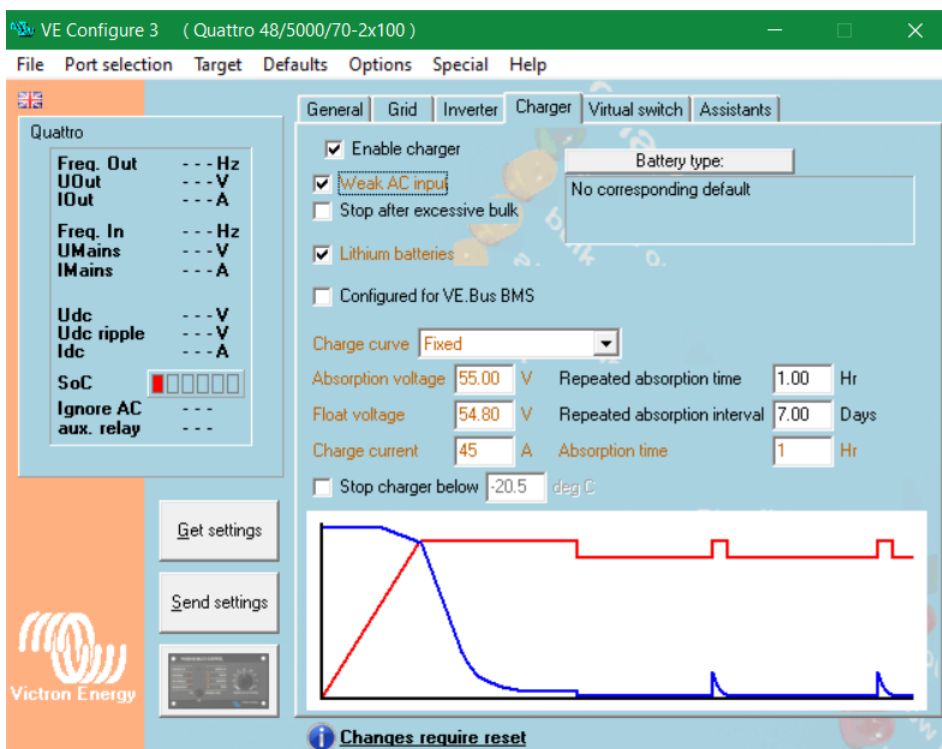 VE Configure 3 ( Quattro 48/5000/70-2x100 )
File Port selection Target Defaults Options Special Help
General Grid Inverter Charger Virtual switch Assistants
Quattro
Freq. Out - - - Hz
UOut - - - V
IOut - - - A
Freq. In - - - Hz
UMains - - - V
IMains - - - A
Udc - - - V
Udc ripple - - - V
Idc - - - A
SoC
Ignore AC - - -
aux. relay - - -
Get settings
Send settings
Victron Energy
Enable charger
Weak AC input
Stop after excessive bulk
Battery type:
No corresponding default
Lithium batteries
Configured for VE.Bus BMS
Charge curve Fixed
Absorption voltage 55.00 V Repeated absorption time 1.00 Hr
Float voltage 54.80 V Repeated absorption interval 7.00 Days
Charge current 45 A Absorption time 1 Hr
Stop charger below -20.5 deg C
Changes require reset